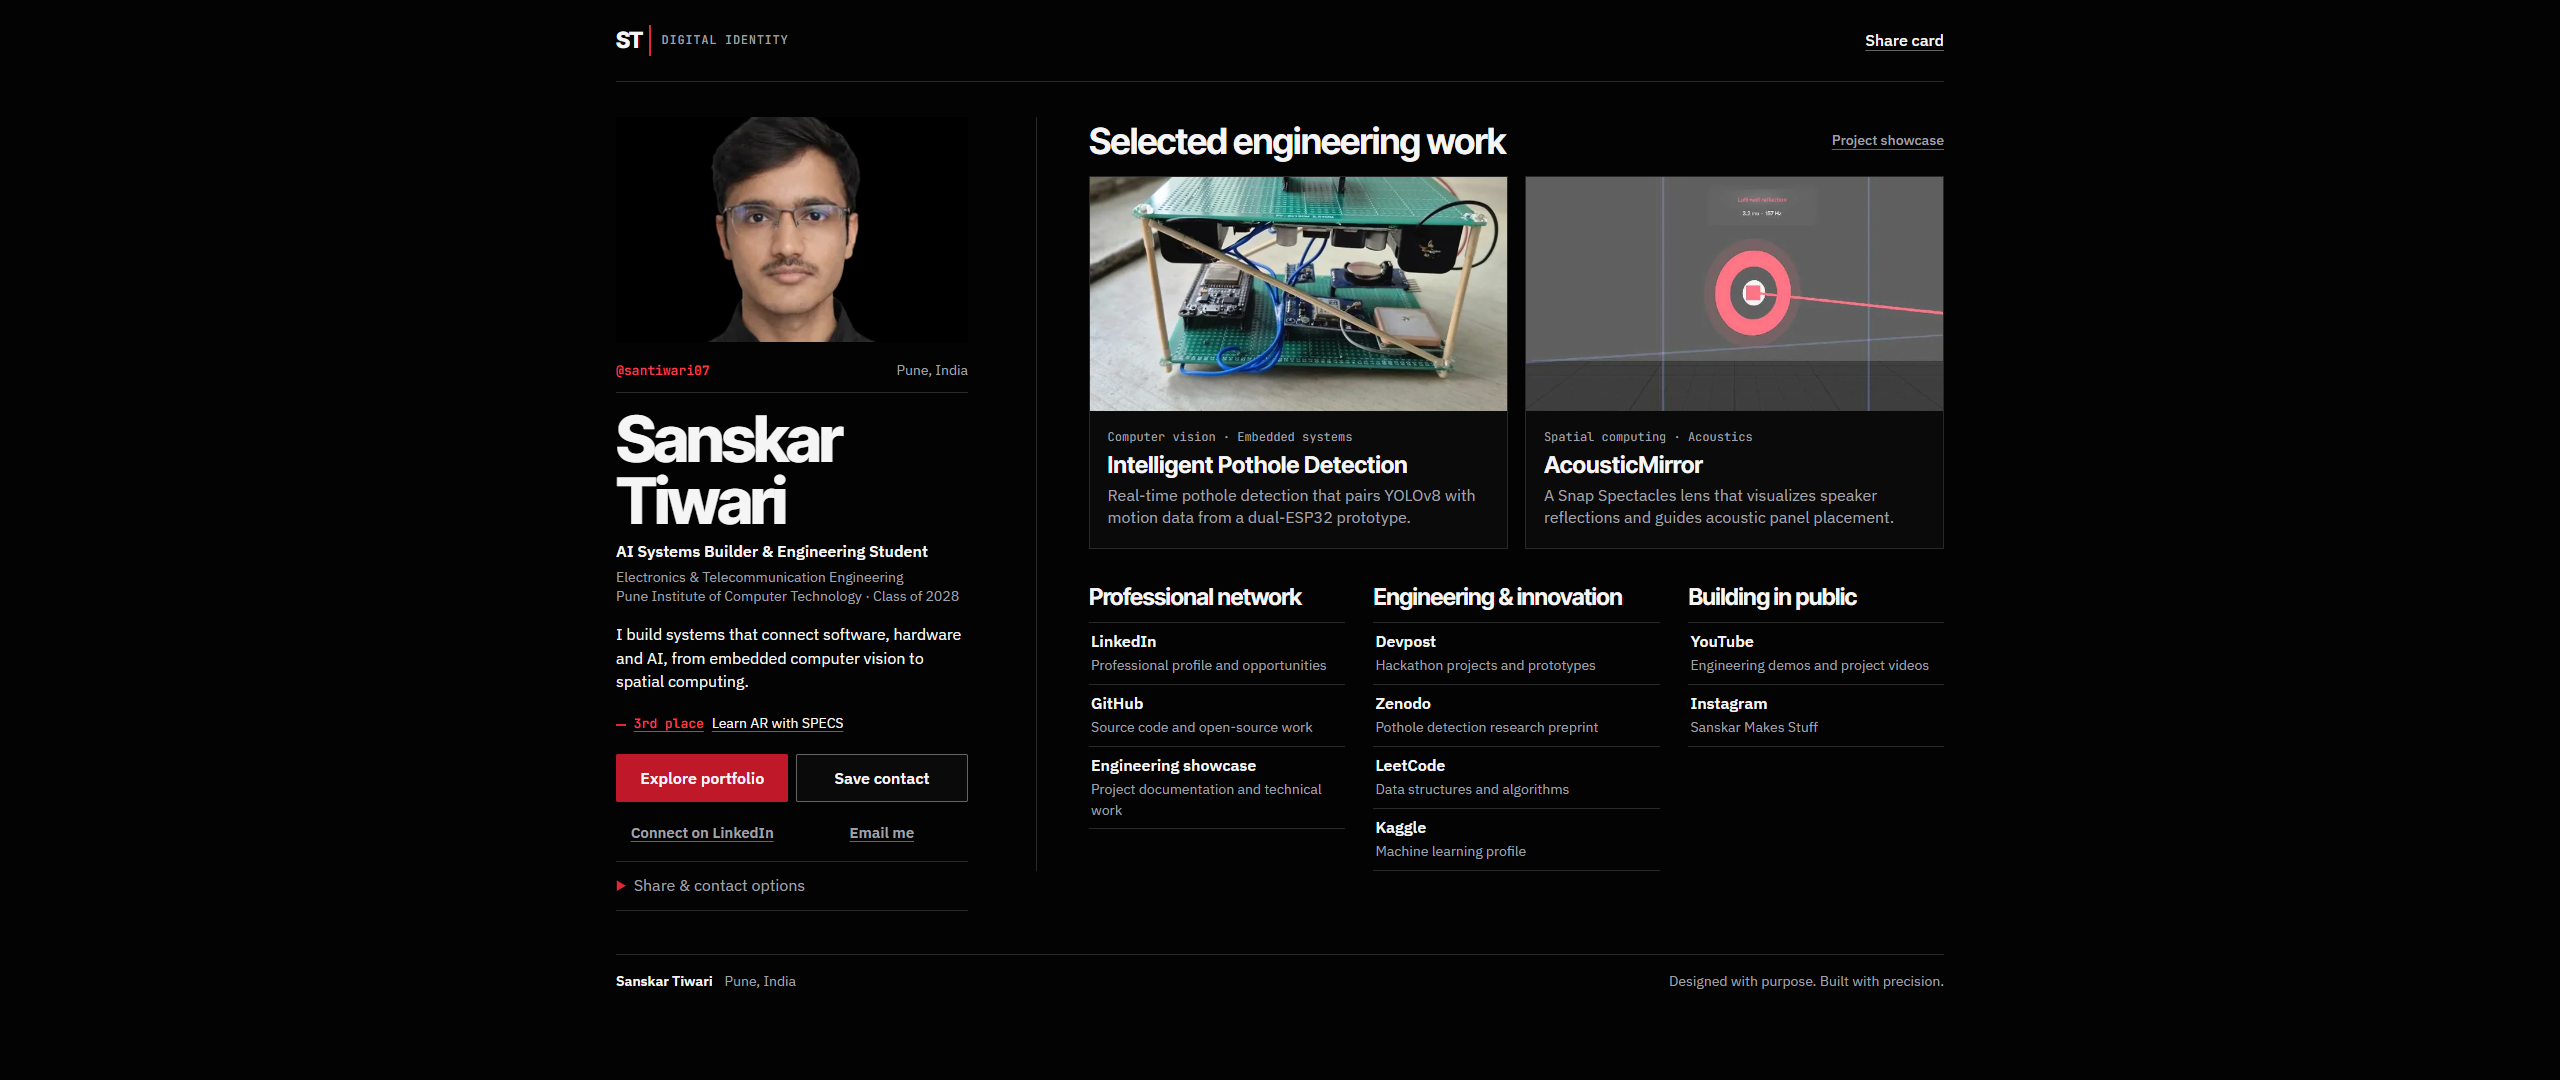 ST DIGITAL IDENTITY
Share card
@santiwari07
Pune, India
Sanskar
Tiwari
AI Systems Builder & Engineering Student
Electronics & Telecommunication Engineering
Pune Institute of Computer Technology · Class of 2028
I build systems that connect software, hardware
and AI, from embedded computer vision to
spatial computing.
— 3rd place Learn AR with SPECS
Explore portfolio
Save contact
Connect on LinkedIn
Email me
Share & contact options
Selected engineering work
Project showcase
Computer vision · Embedded systems
Intelligent Pothole Detection
Real-time pothole detection that pairs YOLOv8 with
motion data from a dual-ESP32 prototype.
Left wall reflection
Spatial computing · Acoustics
AcousticMirror
A Snap Spectacles lens that visualizes speaker
reflections and guides acoustic panel placement.
Professional network
LinkedIn
Professional profile and opportunities
GitHub
Source code and open-source work
Engineering showcase
Project documentation and technical
work
Engineering & innovation
Devpost
Hackathon projects and prototypes
Zenodo
Pothole detection research preprint
LeetCode
Data structures and algorithms
Kaggle
Machine learning profile
Building in public
YouTube
Engineering demos and project videos
Instagram
Sanskar Makes Stuff
Sanskar Tiwari Pune, India
Designed with purpose. Built with precision.